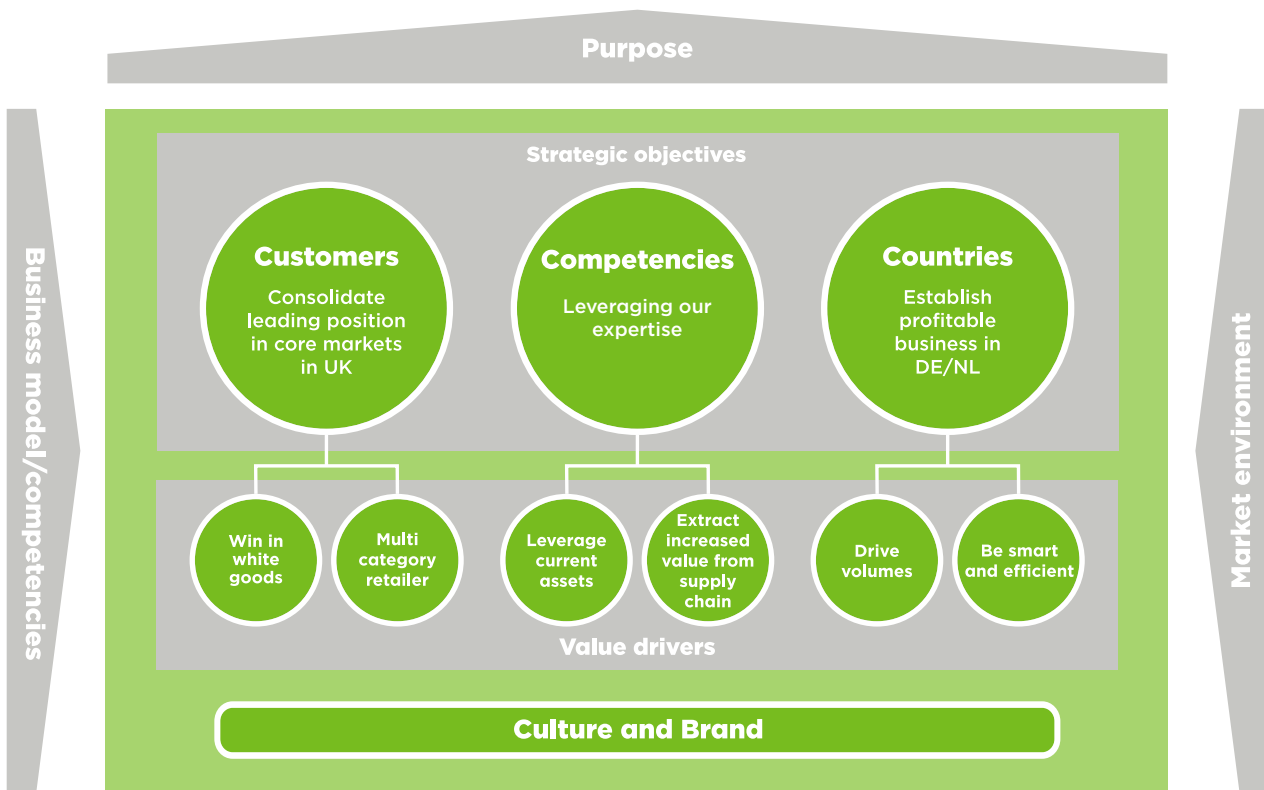 Purpose
Business model/competencies
Strategic objectives
Customers
Consolidate
leading position
in core markets
in UK
Competencies
Leveraging our
expertise
Countries
Establish
profitable
business in
DE/NL
Win in
white
goods
Multi
category
retailer
Leverage
current
assets
Extract
increased
value from
supply
chain
Drive
volumes
Be smart
and efficient
Value drivers
Culture and Brand
Market environment